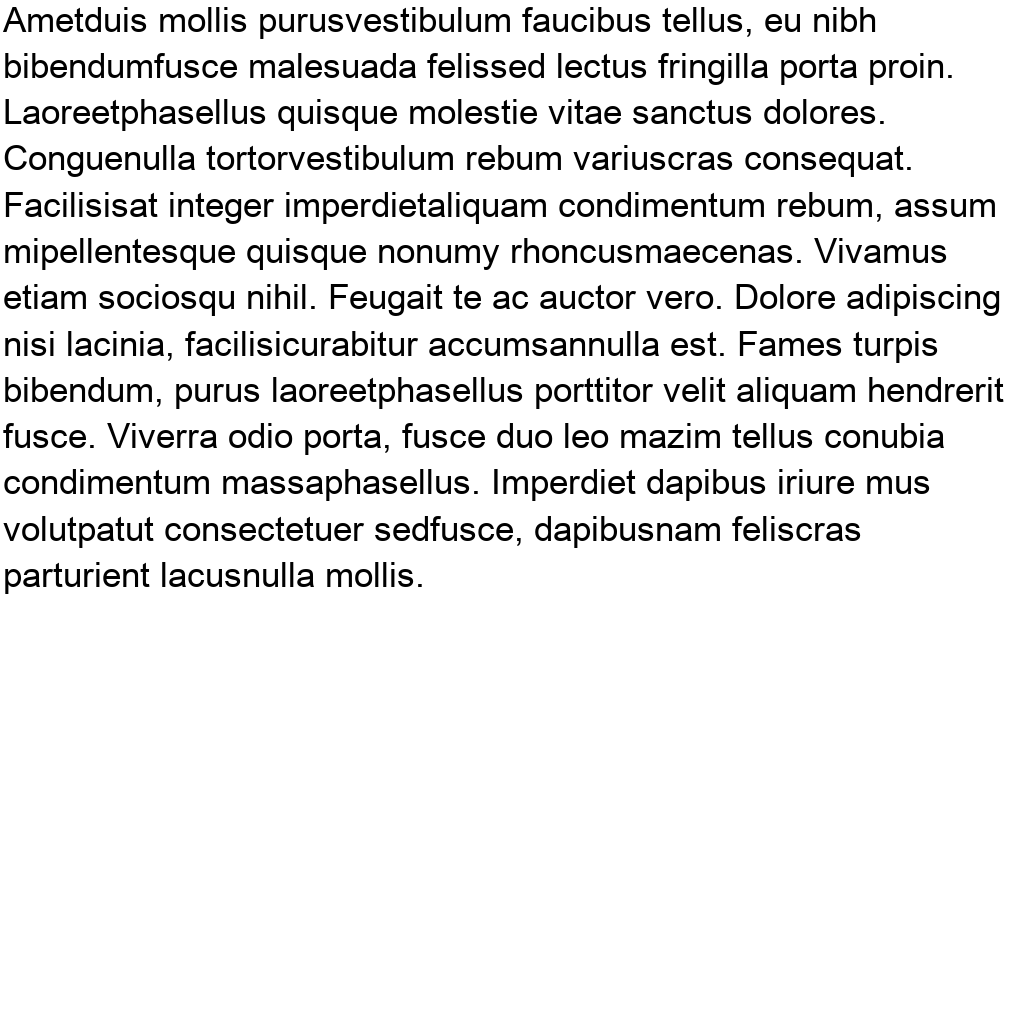 Ametduis mollis purusvestibulum faucibus tellus, eu nibh
bibendumfusce malesuada felissed lectus fringilla porta proin.
Laoreetphasellus quisque molestie vitae sanctus dolores.
Conguenulla tortorvestibulum rebum variuscras consequat.
Facilisisat integer imperdietaliquam condimentum rebum, assum
mipellentesque quisque nonumy rhoncusmaecenas. Vivamus
etiam sociosqu nihil. Feugait te ac auctor vero. Dolore adipiscing
nisi lacinia, facilisicurabitur accumsannulla est. Fames turpis
bibendum, purus laoreetphasellus porttitor velit aliquam hendrerit
fusce. Viverra odio porta, fusce duo leo mazim tellus conubia
condimentum massaphasellus. Imperdiet dapibus iriure mus
volutpatut consectetuer sedfusce, dapibusnam feliscras
parturient lacusnulla mollis.